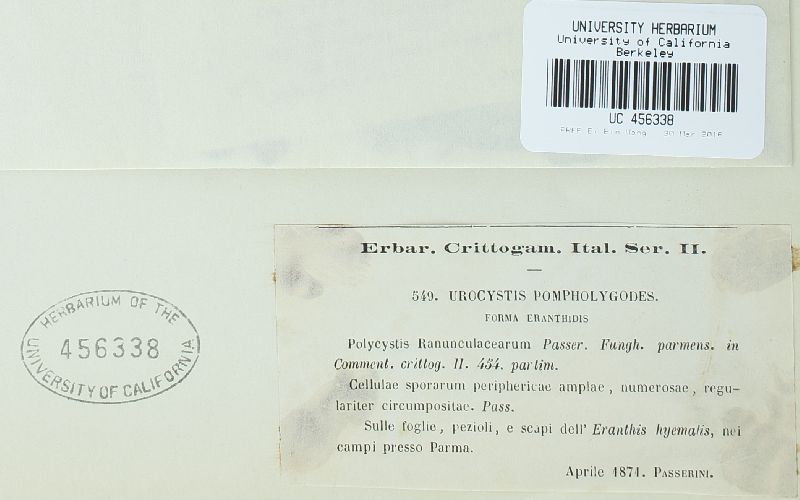 UNIVERSITY HERBARIUM
University of California
Berkeley
UC 456338
Erbar. Crittogam. Ital. Ser. II.
549. UROCYSTIS POMPHOLYGODES.
FORMA ERANTHIDIS
Polycystis Ranunculacearum Passer. Fungh. parmens. in
Comment. crittog. II. 454. partim.
Cellulae sporarum periphericae amplae, numerosae, regu-
lariter circumpositae. Pass.
Sulle foglie, pezioli, e scapi dell' Eranthis hyemalis, nei
campi presso Parma.
Aprile 1871. PASSERINI.
HERBARIUM OF THE
456338
UNIVERSITY OF CALIFORNIA